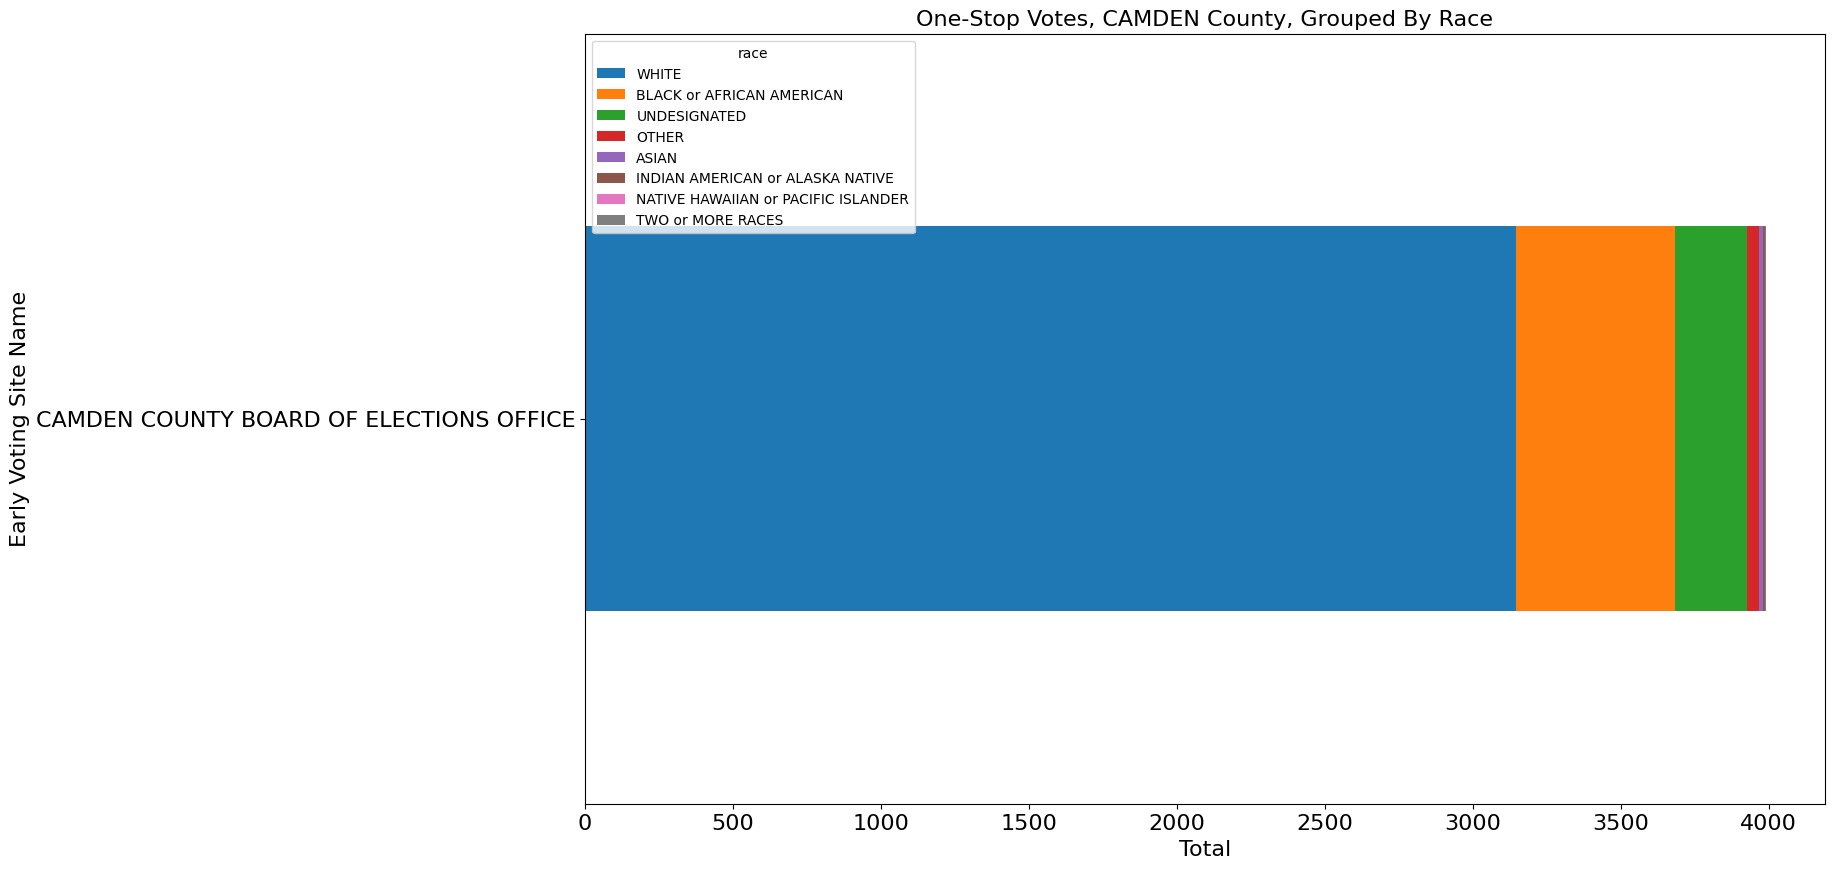 One-Stop Votes, CAMDEN County, Grouped By Race
race
WHITE
BLACK or AFRICAN AMERICAN
UNDESIGNATED
OTHER
ASIAN
INDIAN AMERICAN or ALASKA NATIVE
NATIVE HAWAIIAN or PACIFIC ISLANDER
TWO or MORE RACES
Early Voting Site Name
CAMDEN COUNTY BOARD OF ELECTIONS OFFICE
0 500 1000 1500 2000 2500 3000 3500 4000
Total